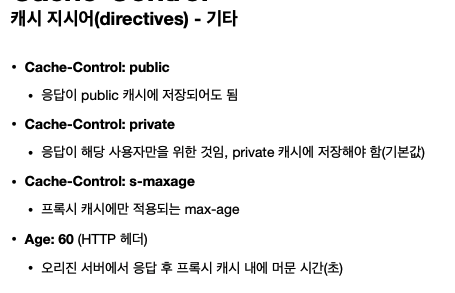 캐시 지시어(directives) - 기타
• Cache-Control: public
• 응답이 public 캐시에 저장되어도 됨
• Cache-Control: private
• 응답이 해당 사용자만을 위한 것임, private 캐시에 저장해야 함(기본값)
• Cache-Control: s-maxage
• 프록시 캐시에만 적용되는 max-age
• Age: 60 (HTTP 헤더)
• 오리진 서버에서 응답 후 프록시 캐시 내에 머문 시간(초)